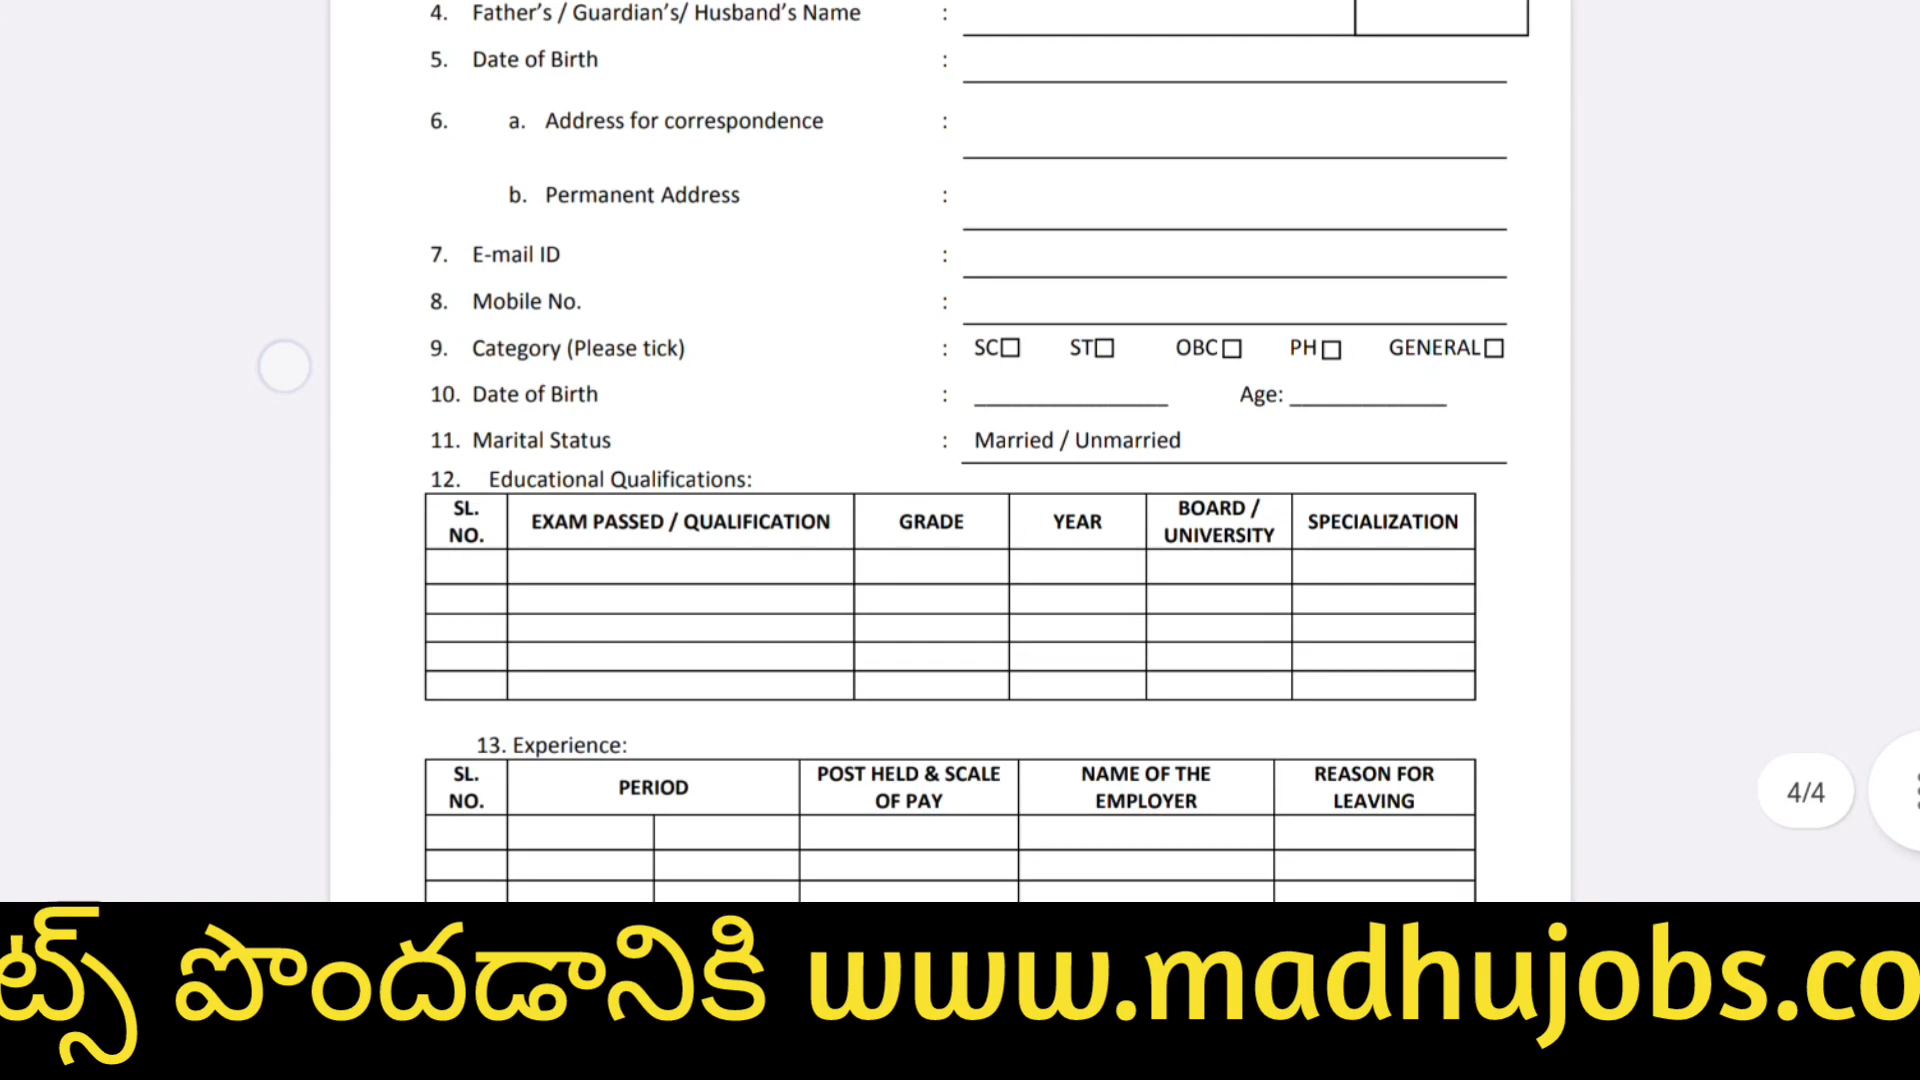 4. Father’s / Guardian’s/ Husband’s Name :
5. Date of Birth :
6. a. Address for correspondence :
b. Permanent Address :
7. E-mail ID :
8. Mobile No. :
9. Category (Please tick) : SC☐ ST☐ OBC☐ PH☐ GENERAL☐
10. Date of Birth : ________________ Age: _____________
11. Marital Status : Married / Unmarried
12. Educational Qualifications:
SL. NO. EXAM PASSED / QUALIFICATION GRADE YEAR BOARD / UNIVERSITY SPECIALIZATION
13. Experience:
SL. NO. PERIOD POST HELD & SCALE OF PAY NAME OF THE EMPLOYER REASON FOR LEAVING
4/4
పొందడానికి www.madhujobs.co